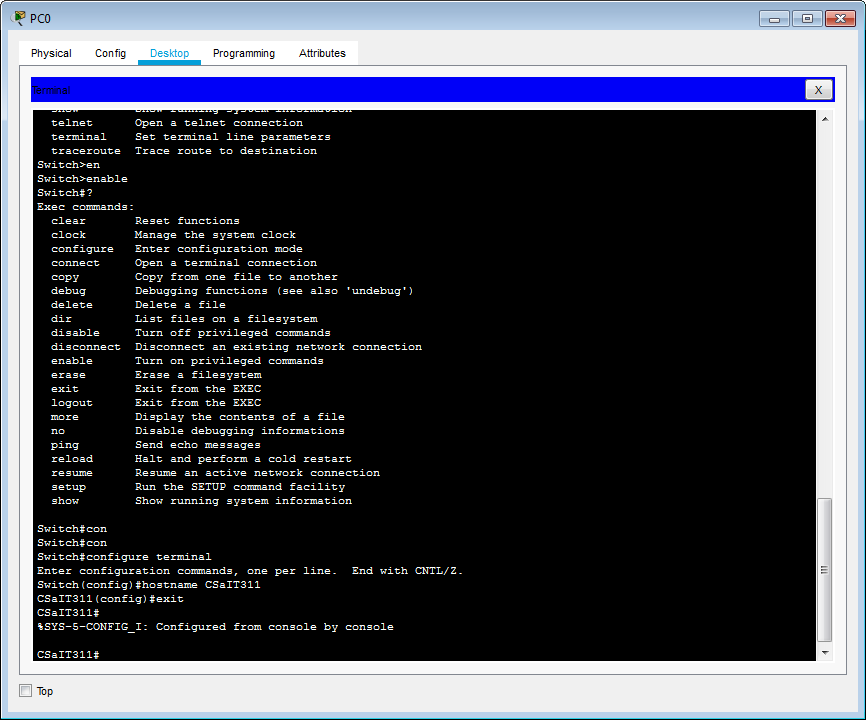 PC0
Physical Config Desktop Programming Attributes
Terminal
X
show Show running system information
telnet Open a telnet connection
terminal Set terminal line parameters
traceroute Trace route to destination
Switch>en
Switch>enable
Switch#?
Exec commands:
clear Reset functions
clock Manage the system clock
configure Enter configuration mode
connect Open a terminal connection
copy Copy from one file to another
debug Debugging functions (see also 'undebug')
delete Delete a file
dir List files on a filesystem
disable Turn off privileged commands
disconnect Disconnect an existing network connection
enable Turn on privileged commands
erase Erase a filesystem
exit Exit from the EXEC
logout Exit from the EXEC
more Display the contents of a file
no Disable debugging informations
ping Send echo messages
reload Halt and perform a cold restart
resume Resume an active network connection
setup Run the SETUP command facility
show Show running system information
Switch#con
Switch#con
Switch#configure terminal
Enter configuration commands, one per line. End with CNTL/Z.
Switch(config)#hostname CSaIT311
CSaIT311(config)#exit
CSaIT311#
%SYS-5-CONFIG_I: Configured from console by console
CSaIT311#
Top